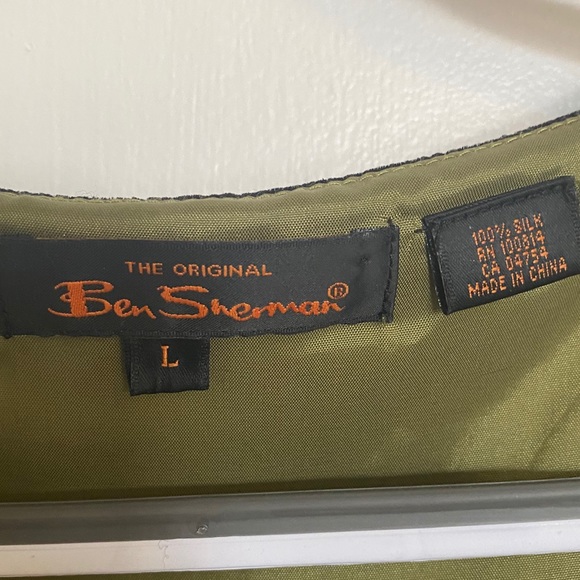 THE ORIGINAL
Ben Sherman®
L
100% SILK
RN 100814
CA 04754
MADE IN CHINA